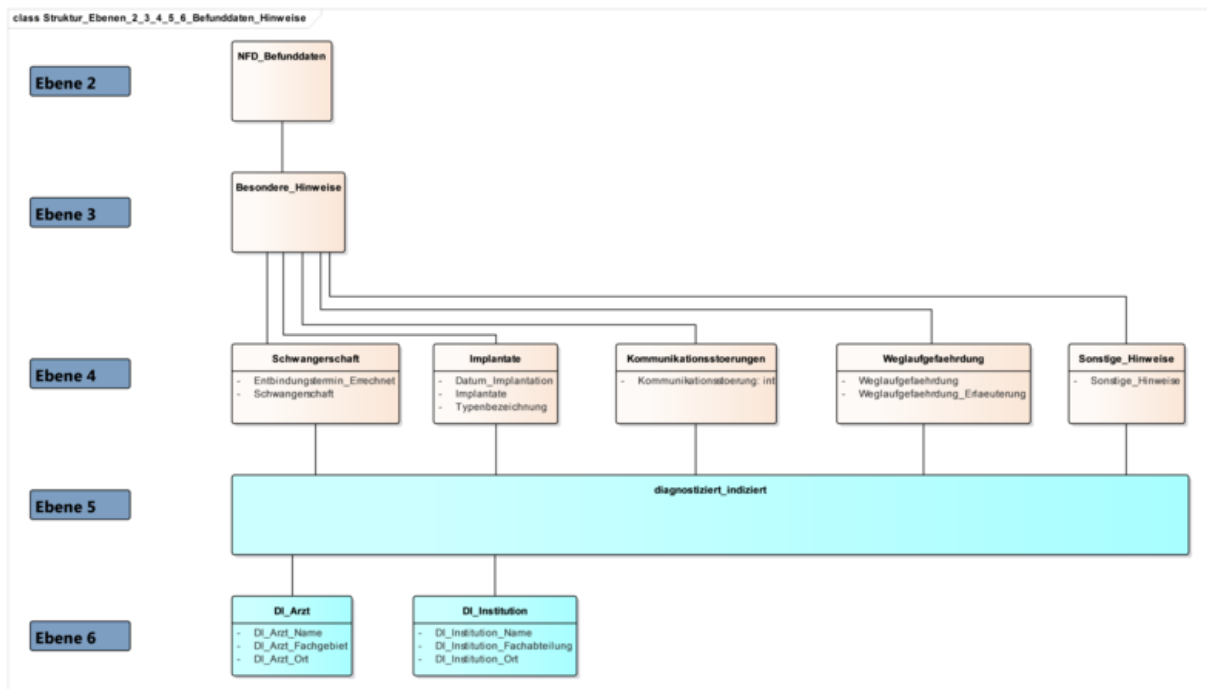 class Struktur_Ebenen_2_3_4_5_6_Befunddaten_Hinweise
Ebene 2
NFD_Befunddaten
Ebene 3
Besondere_Hinweise
Ebene 4
Schwangerschaft
- Entbindungstermin_Errechnet
- Schwangerschaft
Implantate
- Datum_Implantation
- Implantate
- Typenbezeichnung
Kommunikationsstoerungen
- Kommunikationsstoerung: int
Weglaufgefaehrdung
- Weglaufgefaehrdung
- Weglaufgefaehrdung_Erlaeuterung
Sonstige_Hinweise
- Sonstige_Hinweise
Ebene 5
diagnostiziert_indiziert
Ebene 6
DI_Arzt
- DI_Arzt_Name
- DI_Arzt_Fachgebiet
- DI_Arzt_Ort
DI_Institution
- DI_Institution_Name
- DI_Institution_Fachabteilung
- DI_Institution_Ort